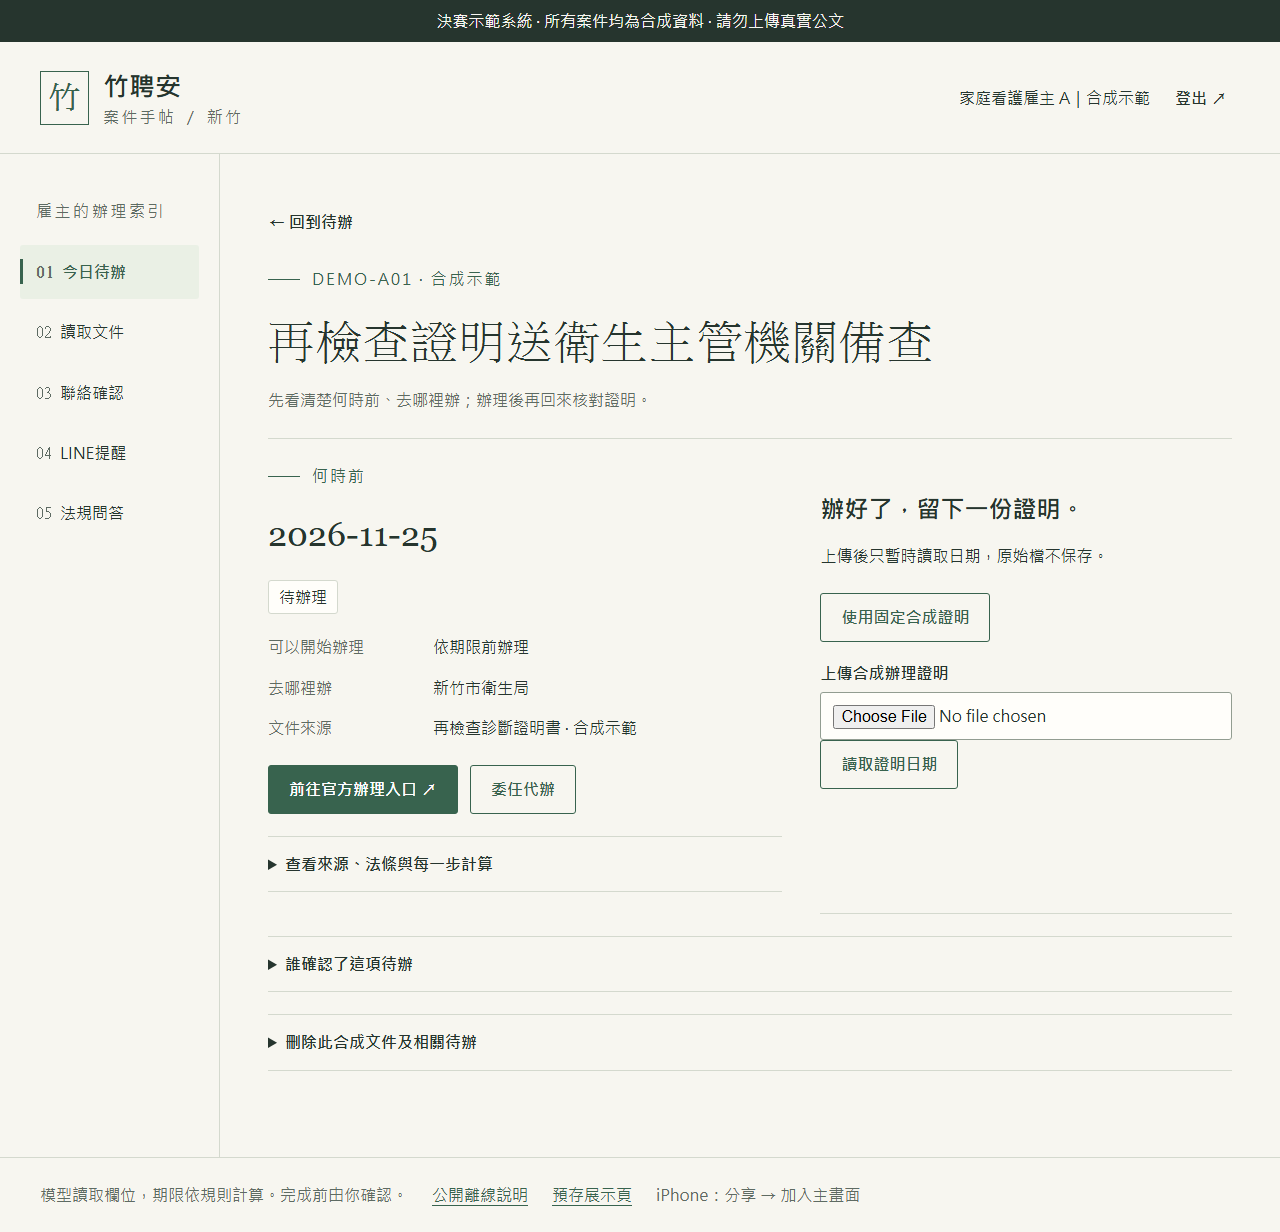 決賽示範系統 · 所有案件均為合成資料 · 請勿上傳真實公文
竹
竹聘安
案件手帖 / 新竹
家庭看護雇主 A | 合成示範
登出 ↗
雇主的辦理索引
01 今日待辦
02 讀取文件
03 聯絡確認
04 LINE提醒
05 法規問答
← 回到待辦
DEMO-A01 · 合成示範
再檢查證明送衛生主管機關備查
先看清楚何時前、去哪裡辦；辦理後再回來核對證明。
何時前
2026-11-25
待辦理
可以開始辦理 依期限前辦理
去哪裡辦 新竹市衛生局
文件來源 再檢查診斷證明書 · 合成示範
前往官方辦理入口 ↗
委任代辦
▶ 查看來源、法條與每一步計算
辦好了，留下一份證明。
上傳後只暫時讀取日期，原始檔不保存。
使用固定合成證明
上傳合成辦理證明
Choose File No file chosen
讀取證明日期
▶ 誰確認了這項待辦
▶ 刪除此合成文件及相關待辦
模型讀取欄位，期限依規則計算。完成前由你確認。 公開離線說明 預存展示頁 iPhone：分享 → 加入主畫面